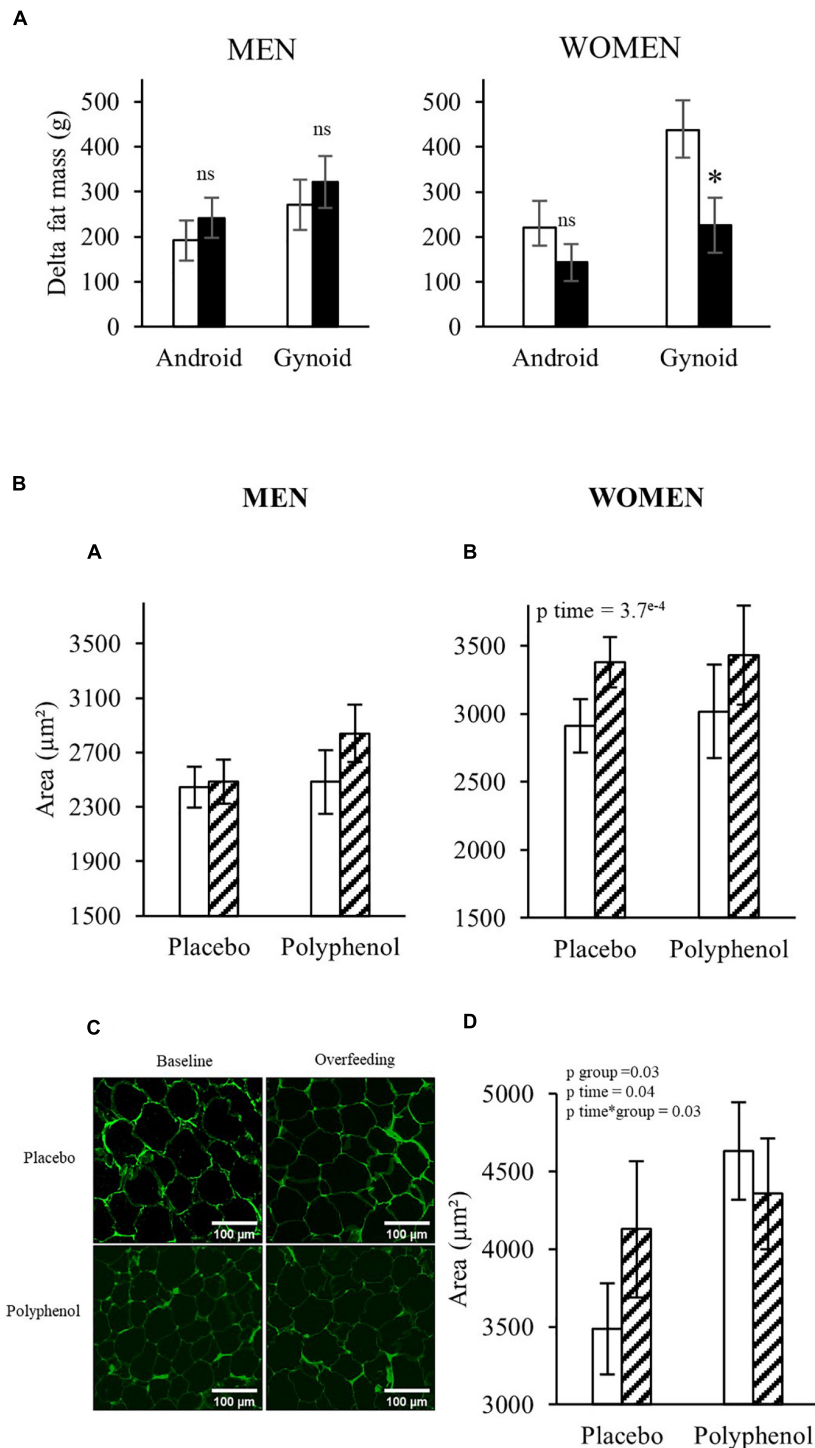 A
MEN
WOMEN
Delta fat mass (g)
500
400
300
200
100
0
ns
ns
Android
Gynoid
500
400
300
200
100
0
ns
*
Android
Gynoid
B
MEN
WOMEN
A
Area (µm²)
3500
3100
2700
2300
1900
1500
Placebo
Polyphenol
B
p time = 3.7e-4
3500
3000
2500
2000
1500
Placebo
Polyphenol
C
Baseline
Overfeeding
Placebo
100 µm
100 µm
Polyphenol
100 µm
100 µm
D
p group =0.03
p time = 0.04
p time*group = 0.03
Area (µm²)
5000
4500
4000
3500
3000
Placebo
Polyphenol